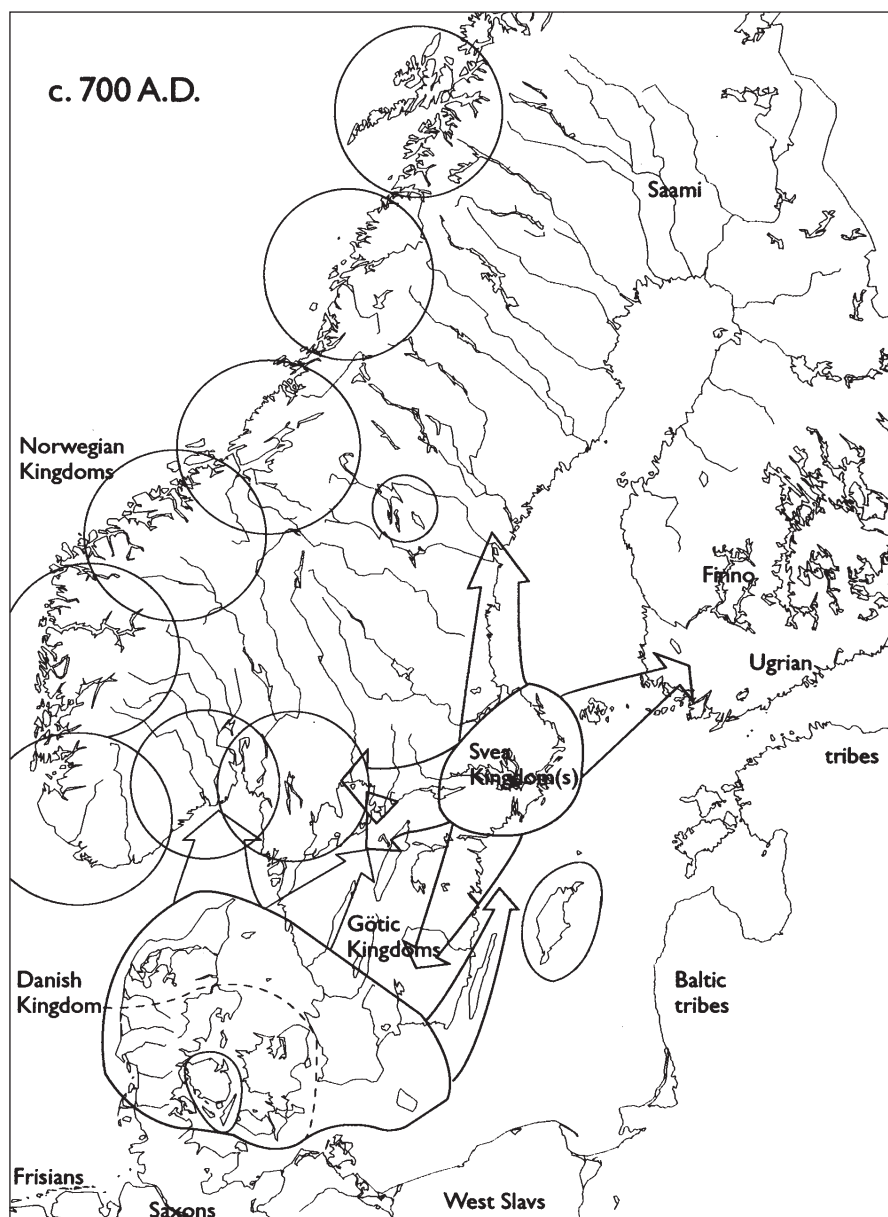 c. 700 A.D.
Saami
Norwegian
Kingdoms
Finno
Ugrian
tribes
Svea
Kingdom(s)
Götic
Kingdoms
Danish
Kingdom
Baltic
tribes
Frisians
Saxons
West Slavs